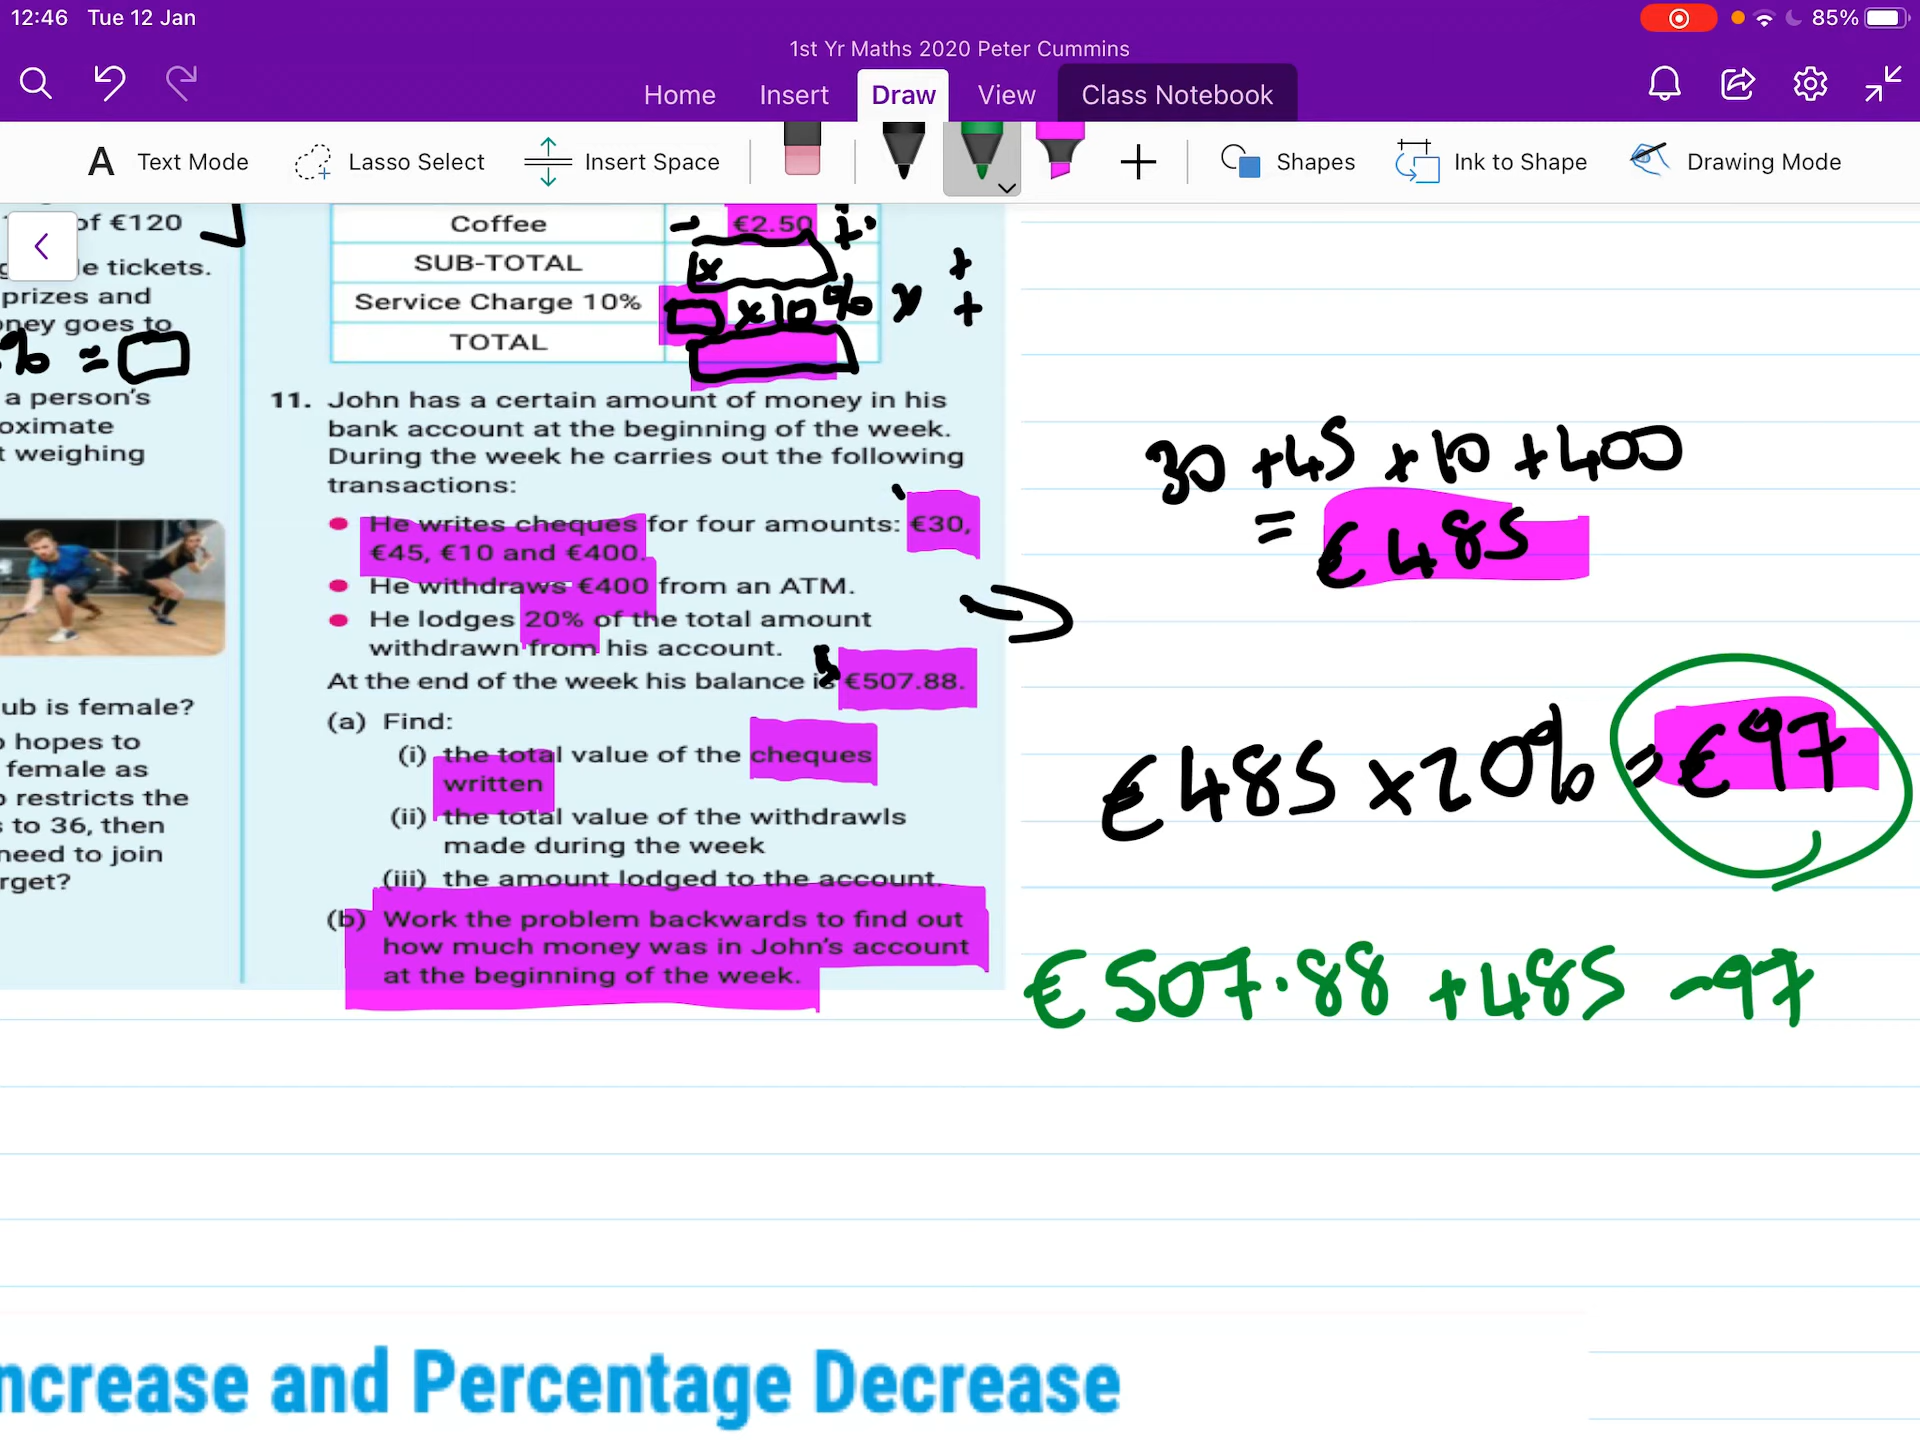 12:46 Tue 12 Jan
85%
1st Yr Maths 2020 Peter Cummins
Home Insert Draw View Class Notebook
A Text Mode Lasso Select Insert Space Shapes Ink to Shape Drawing Mode
of €120
le tickets.
prizes and
oney goes to
% =
a person's
oximate
t weighing
ub is female?
hopes to
female as
restricts the
s to 36, then
need to join
rget?
Coffee €2.50
SUB-TOTAL
Service Charge 10% x10%
TOTAL
11. John has a certain amount of money in his
bank account at the beginning of the week.
During the week he carries out the following
transactions:
He writes cheques for four amounts: €30,
€45, €10 and €400.
He withdraws €400 from an ATM.
He lodges 20% of the total amount
withdrawn from his account.
At the end of the week his balance is €507.88.
(a) Find:
(i) the total value of the cheques
written
(ii) the total value of the withdrawls
made during the week
(iii) the amount lodged to the account.
(b) Work the problem backwards to find out
how much money was in John's account
at the beginning of the week.
30 +45 +10 +400
= €485
€485 x20% = €97
€507.88 +485 -97
ncrease and Percentage Decrease